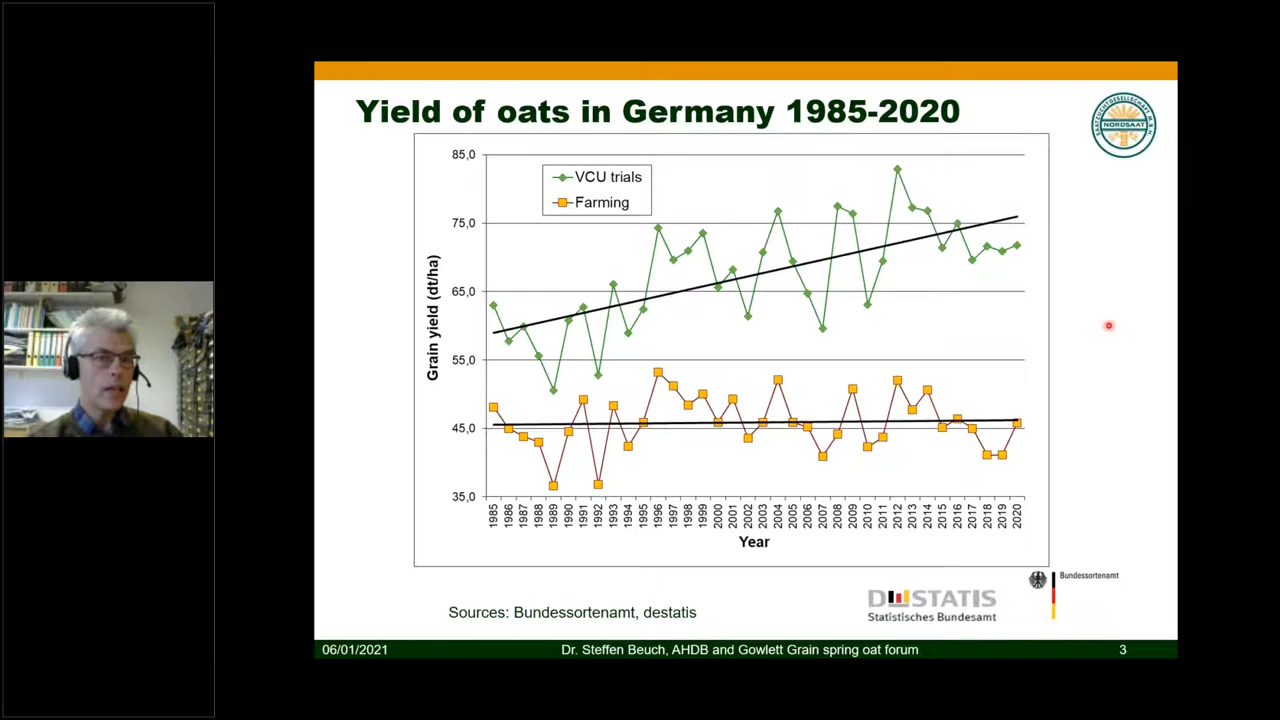 Yield of oats in Germany 1985-2020
NORDSAAT
85,0
75,0
65,0
55,0
45,0
35,0
Grain yield (dt/ha)
VCU trials
Farming
1985 1986 1987 1988 1989 1990 1991 1992 1993 1994 1995 1996 1997 1998 1999 2000 2001 2002 2003 2004 2005 2006 2007 2008 2009 2010 2011 2012 2013 2014 2015 2016 2017 2018 2019 2020
Year
Bundessortenamt
DESTATIS
Statistisches Bundesamt
Sources: Bundessortenamt, destatis
06/01/2021
Dr. Steffen Beuch, AHDB and Gowlett Grain spring oat forum
3